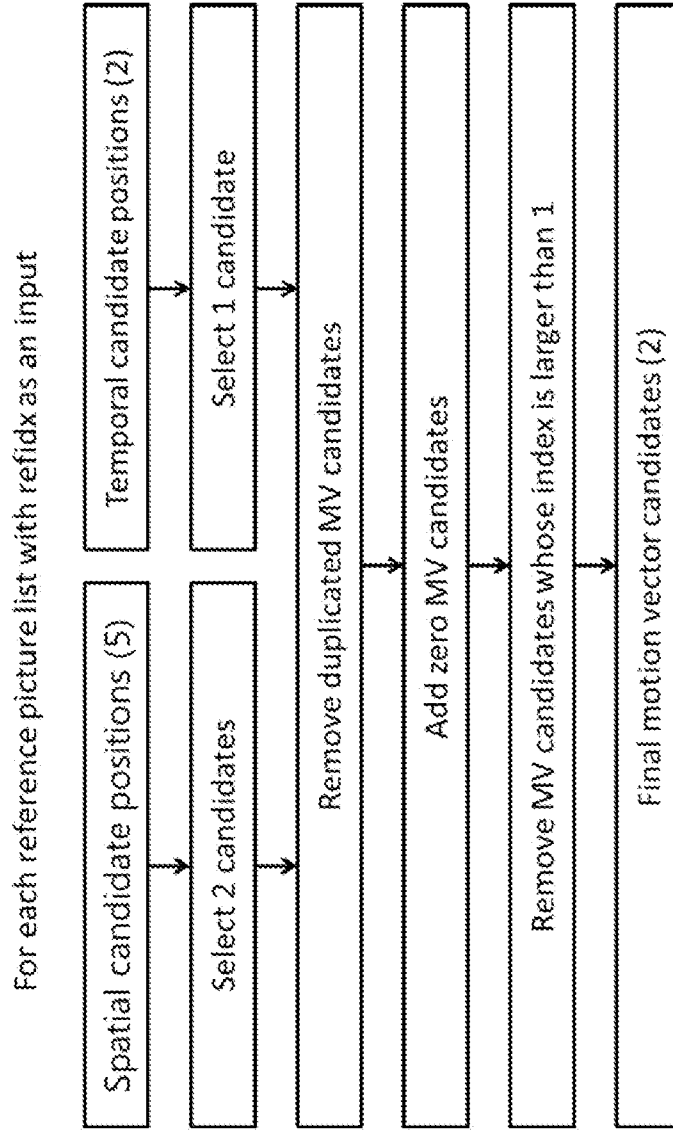 For each reference picture list with refidx as an input
Spatial candidate positions (5)
Temporal candidate positions (2)
Select 2 candidates
Select 1 candidate
Remove duplicated MV candidates
Add zero MV candidates
Remove MV candidates whose index is larger than 1
Final motion vector candidates (2)